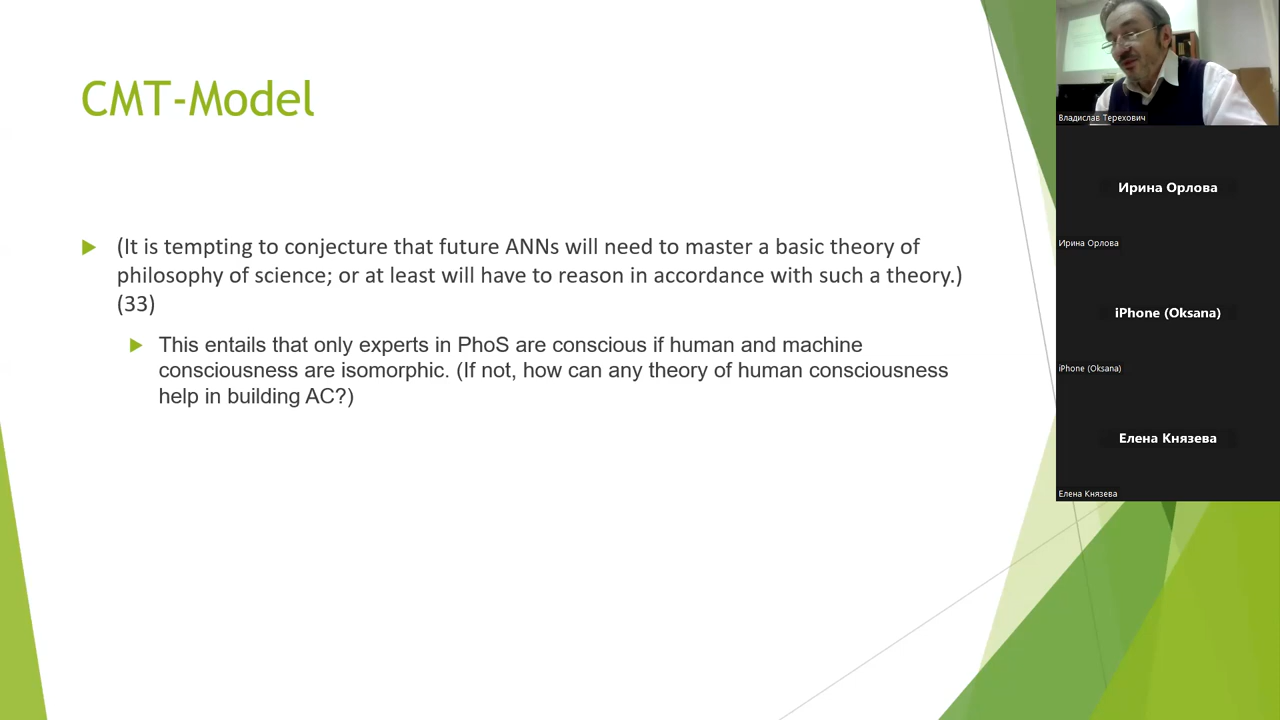 CMT-Model
(It is tempting to conjecture that future ANNs will need to master a basic theory of
philosophy of science; or at least will have to reason in accordance with such a theory.)
(33)
This entails that only experts in PhoS are conscious if human and machine
consciousness are isomorphic. (If not, how can any theory of human consciousness
help in building AC?)
Владислав Терехович
Ирина Орлова
Ирина Орлова
iPhone (Oksana)
iPhone (Oksana)
Елена Князева
Елена Князева